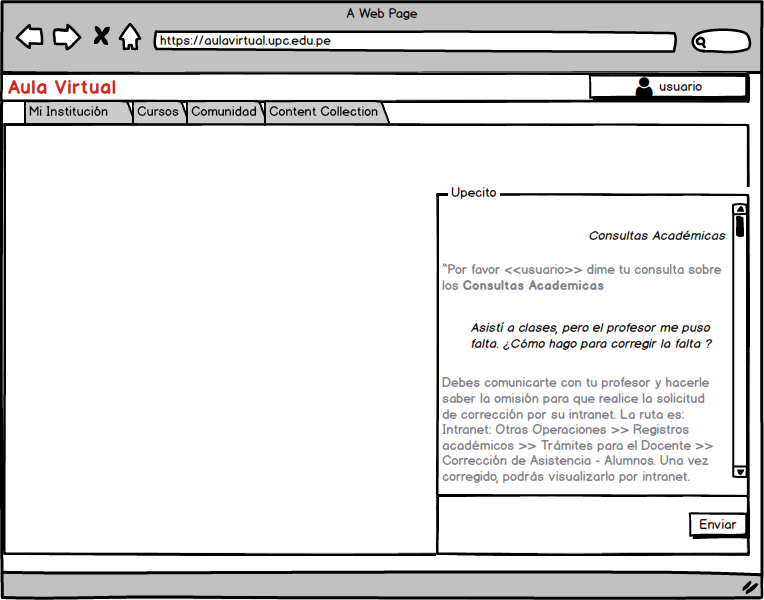 A Web Page
https://aulavirtual.upc.edu.pe
Aula Virtual
usuario
Mi Institución
Cursos
Comunidad
Content Collection
Upecito
Consultas Académicas
"Por favor <<usuario>> dime tu consulta sobre
los Consultas Academicas
Asistí a clases, pero el profesor me puso
falta. ¿Cómo hago para corregir la falta ?
Debes comunicarte con tu profesor y hacerle
saber la omisión para que realice la solicitud
de corrección por su intranet. La ruta es:
Intranet: Otras Operaciones >> Registros
académicos >> Trámites para el Docente >>
Corrección de Asistencia - Alumnos. Una vez
corregido, podrás visualizarlo por intranet.
Enviar